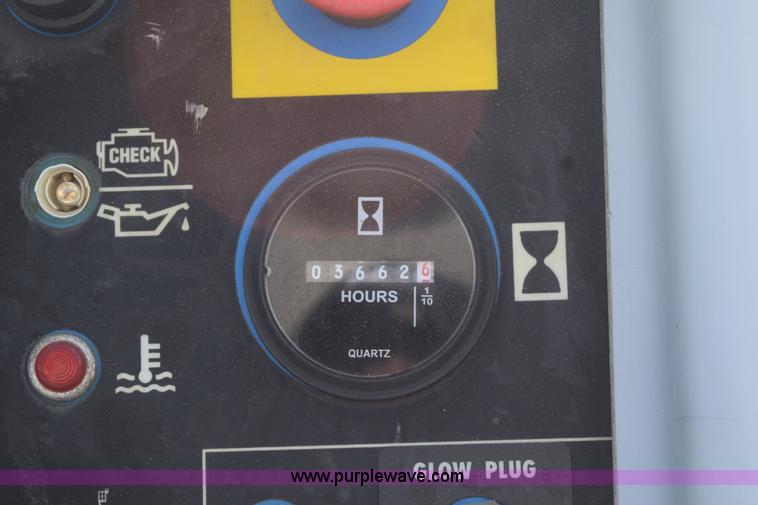 CHECK
036626
HOURS 1/10
QUARTZ
GLOW PLUG
www.purplewave.com